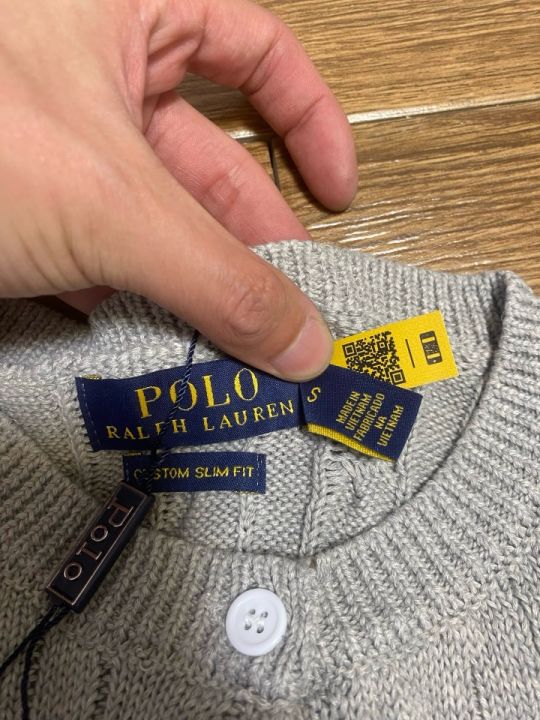 POLO
RALPH LAUREN
CUSTOM SLIM FIT
S
MADE IN
VIETNAM
FABRICADO
NA
VIETNAM
Polo